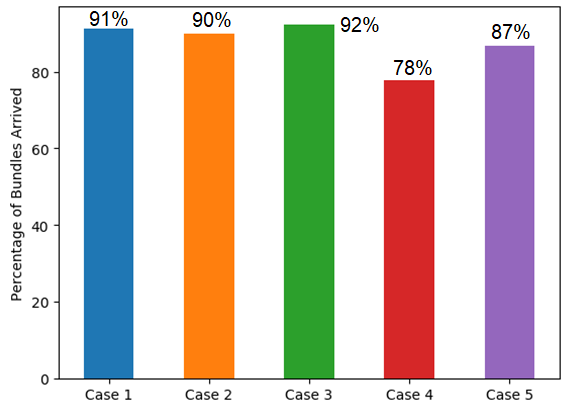 91%
90%
92%
78%
87%
Percentage of Bundles Arrived
80
60
40
20
0
Case 1
Case 2
Case 3
Case 4
Case 5